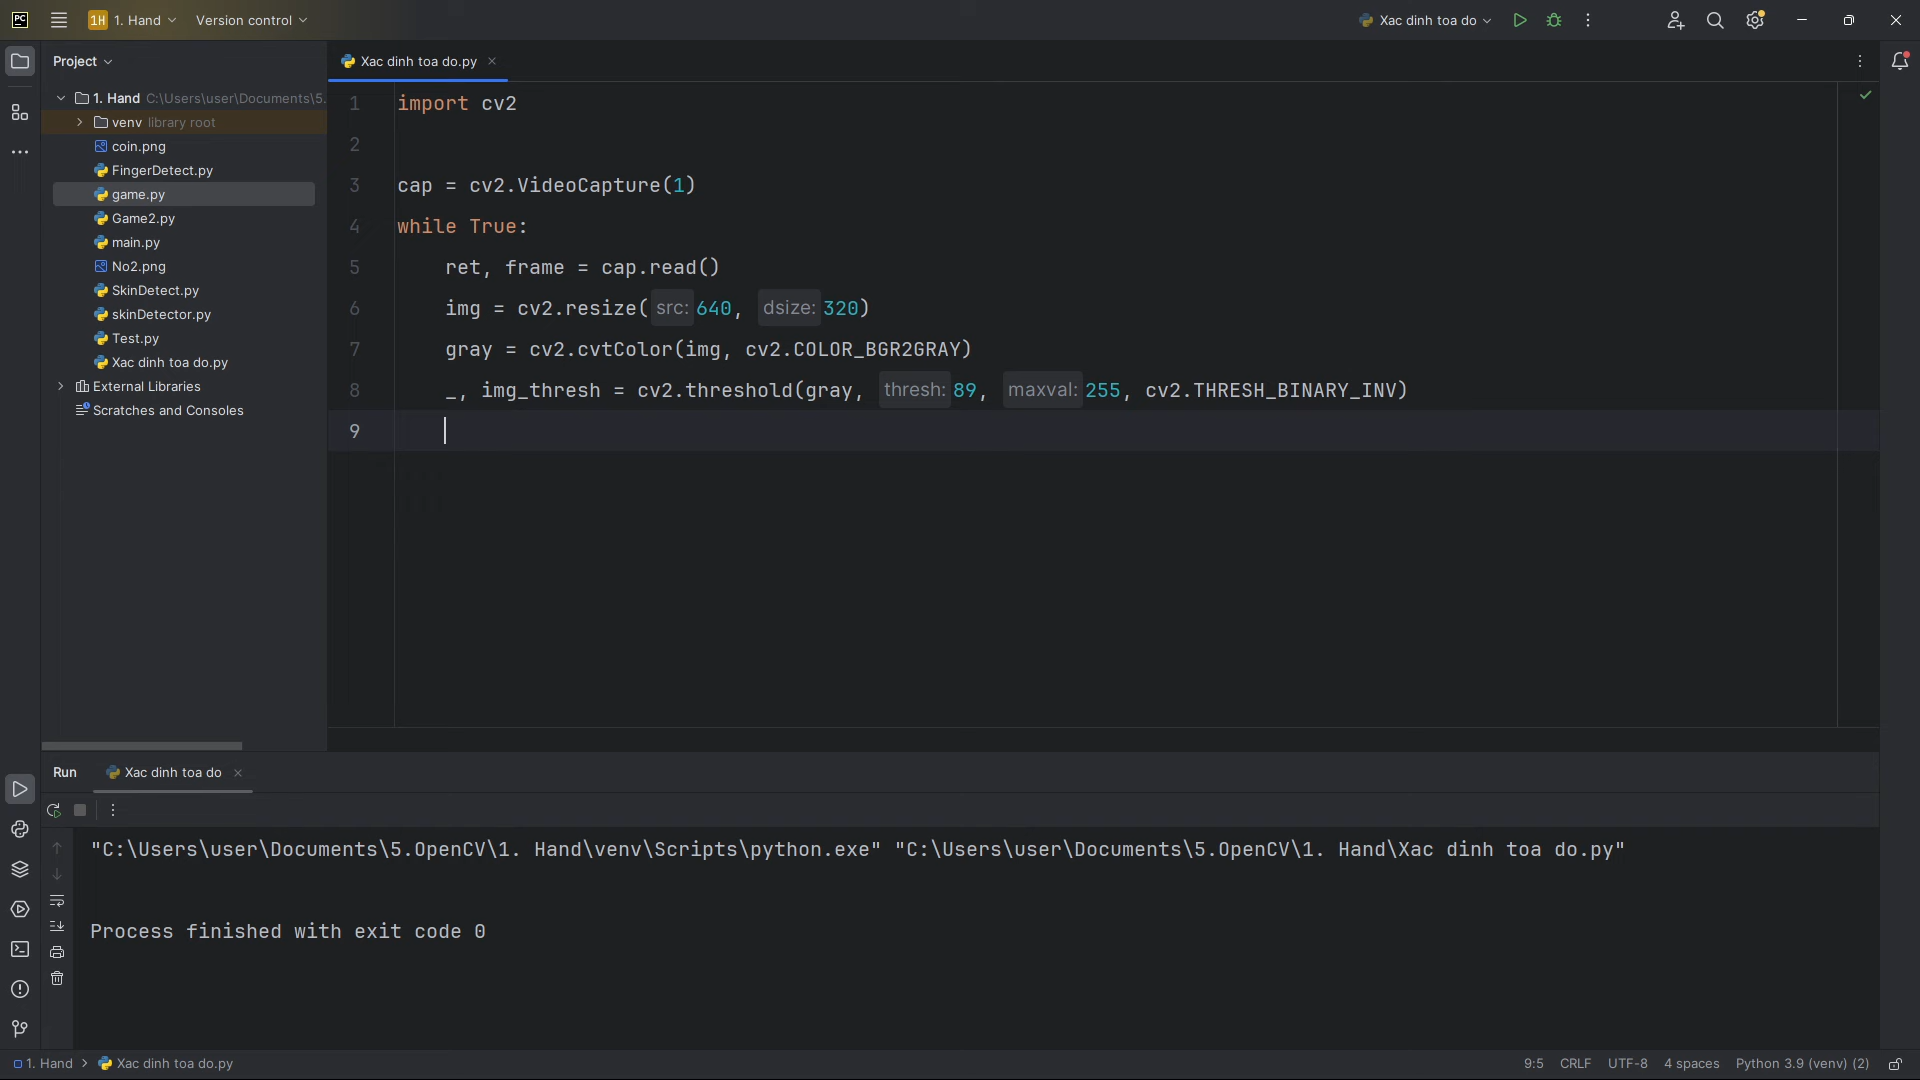 PC 1H 1. Hand Version control Xac dinh toa do
Project
Xac dinh toa do.py
1. Hand C:\Users\user\Documents\5.
venv library root
coin.png
FingerDetect.py
game.py
Game2.py
main.py
No2.png
SkinDetect.py
skinDetector.py
Test.py
Xac dinh toa do.py
External Libraries
Scratches and Consoles
1 import cv2
2
3 cap = cv2.VideoCapture(1)
4 while True:
5 ret, frame = cap.read()
6 img = cv2.resize( src: 640, dsize: 320)
7 gray = cv2.cvtColor(img, cv2.COLOR_BGR2GRAY)
8 _, img_thresh = cv2.threshold(gray, thresh: 89, maxval: 255, cv2.THRESH_BINARY_INV)
9
Run Xac dinh toa do
"C:\Users\user\Documents\5.OpenCV\1. Hand\venv\Scripts\python.exe" "C:\Users\user\Documents\5.OpenCV\1. Hand\Xac dinh toa do.py"
Process finished with exit code 0
1. Hand Xac dinh toa do.py 9:5 CRLF UTF-8 4 spaces Python 3.9 (venv) (2)